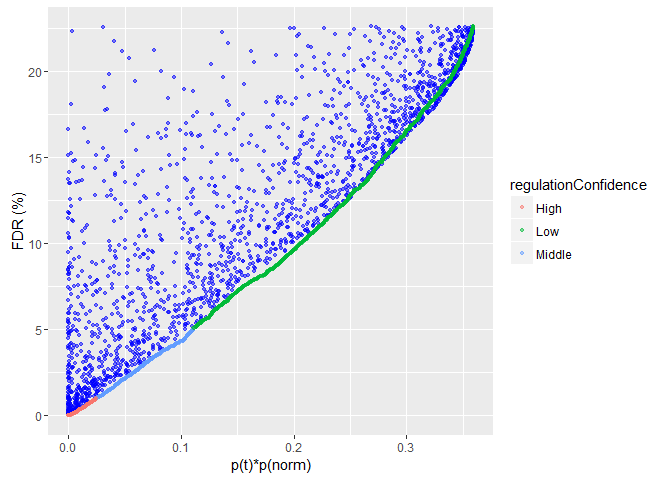 FDR (%)
20
15
10
5
0
0.0
0.1
0.2
0.3
p(t)*p(norm)
regulationConfidence
High
Low
Middle